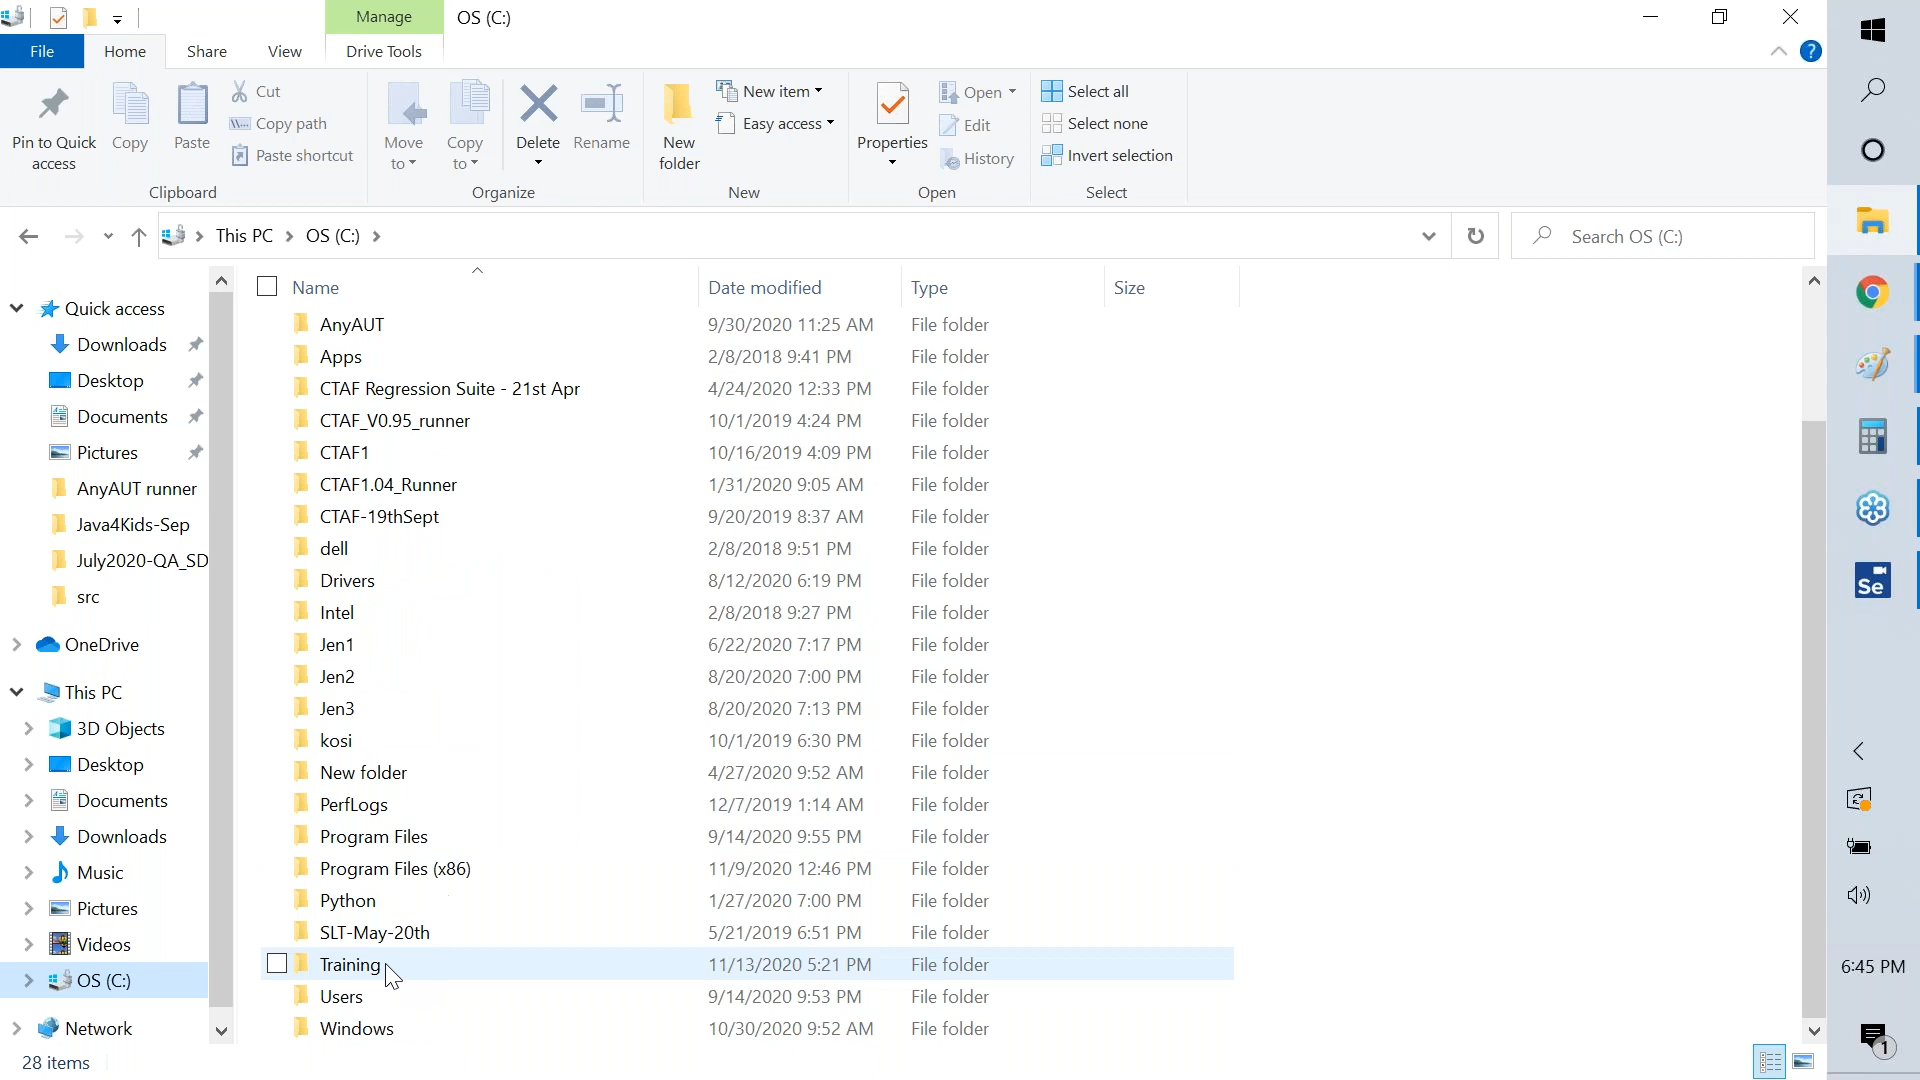 Manage OS (C:)
File Home Share View Drive Tools
Pin to Quick access Copy Paste Cut Copy path Paste shortcut
Move to Copy to Delete Rename
New folder New item Easy access
Properties Open Edit History
Select all Select none Invert selection
Clipboard Organize New Open Select
This PC OS (C:) Search OS (C:)
Quick access
Downloads
Desktop
Documents
Pictures
AnyAUT runner
Java4Kids-Sep
July2020-QA_SD
src
OneDrive
This PC
3D Objects
Desktop
Documents
Downloads
Music
Pictures
Videos
OS (C:)
Network
Name Date modified Type Size
AnyAUT 9/30/2020 11:25 AM File folder
Apps 2/8/2018 9:41 PM File folder
CTAF Regression Suite - 21st Apr 4/24/2020 12:33 PM File folder
CTAF_V0.95_runner 10/1/2019 4:24 PM File folder
CTAF1 10/16/2019 4:09 PM File folder
CTAF1.04_Runner 1/31/2020 9:05 AM File folder
CTAF-19thSept 9/20/2019 8:37 AM File folder
dell 2/8/2018 9:51 PM File folder
Drivers 8/12/2020 6:19 PM File folder
Intel 2/8/2018 9:27 PM File folder
Jen1 6/22/2020 7:17 PM File folder
Jen2 8/20/2020 7:00 PM File folder
Jen3 8/20/2020 7:13 PM File folder
kosi 10/1/2019 6:30 PM File folder
New folder 4/27/2020 9:52 AM File folder
PerfLogs 12/7/2019 1:14 AM File folder
Program Files 9/14/2020 9:55 PM File folder
Program Files (x86) 11/9/2020 12:46 PM File folder
Python 1/27/2020 7:00 PM File folder
SLT-May-20th 5/21/2019 6:51 PM File folder
Training 11/13/2020 5:21 PM File folder
Users 9/14/2020 9:53 PM File folder
Windows 10/30/2020 9:52 AM File folder
28 items
Se
6:45 PM
1